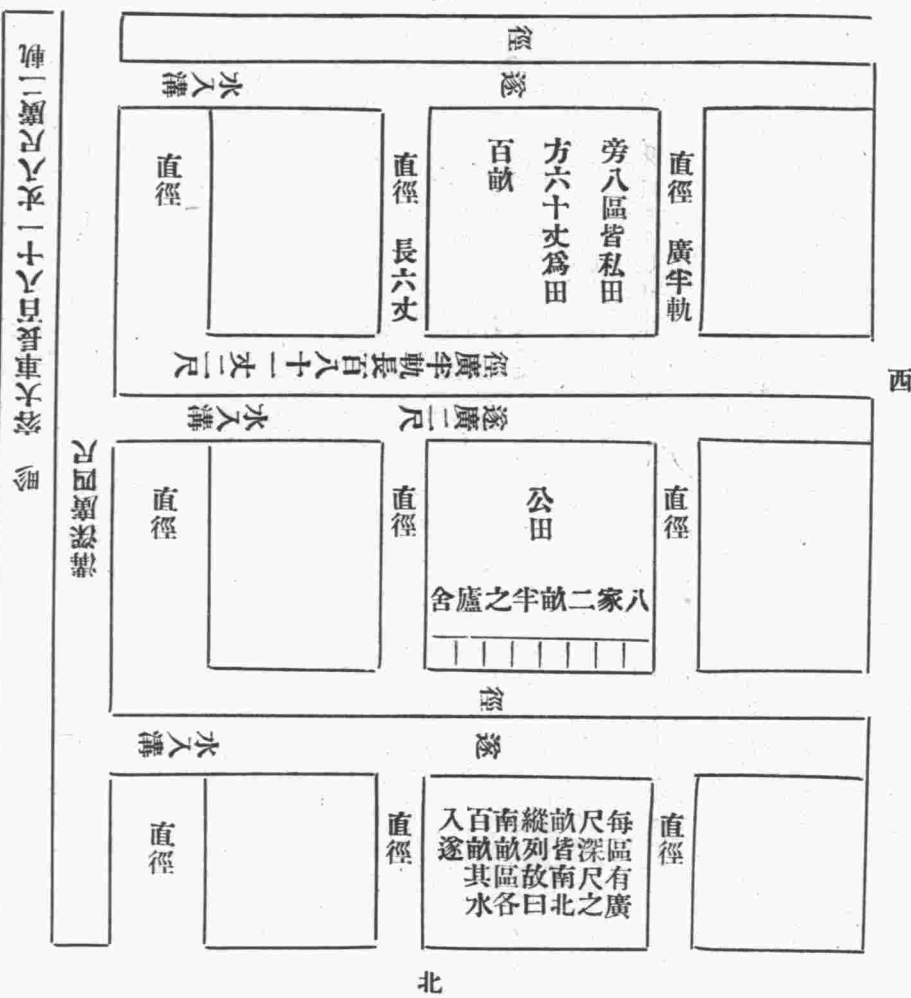 徑
遂
水入溝
直徑 廣半軌
旁八區皆私田
方六十丈為田
百畝
直徑 長六丈
直徑
徑廣半軌長百八十一丈二尺
西
遂廣二尺
水入溝
直徑
公田
八家二畝半之廬舍
直徑
直徑
徑
遂
水入溝
直徑
每區有廣
尺深尺之
畝皆南北
縱列故曰
南畝區各
百畝其水
入遂
直徑
直徑
溝深廣四尺
畛 容大車長百八十一丈八尺廣二軌
北